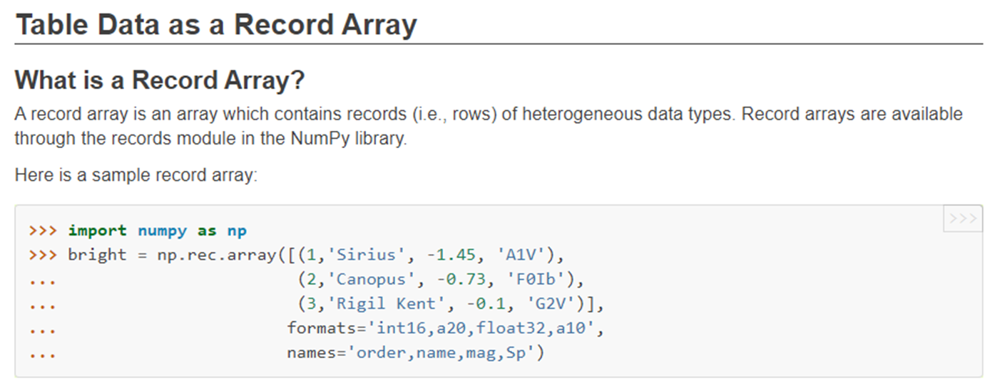 Table Data as a Record Array
What is a Record Array?
A record array is an array which contains records (i.e., rows) of heterogeneous data types. Record arrays are available
through the records module in the NumPy library.
Here is a sample record array:
>>>
>>> import numpy as np
>>> bright = np.rec.array([(1,'Sirius', -1.45, 'A1V'),
...                        (2,'Canopus', -0.73, 'F0Ib'),
...                        (3,'Rigil Kent', -0.1, 'G2V')],
...                       formats='int16,a20,float32,a10',
...                       names='order,name,mag,Sp')